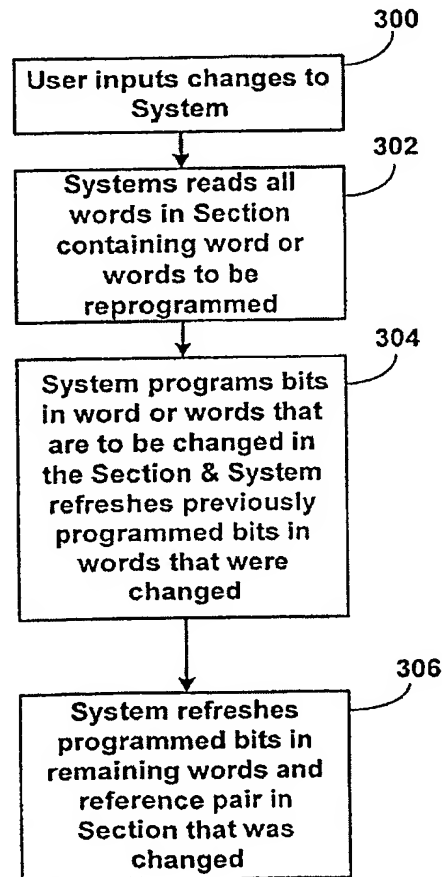 300
User inputs changes to
System
302
Systems reads all
words in Section
containing word or
words to be
reprogrammed
304
System programs bits
in word or words that
are to be changed in
the Section & System
refreshes previously
programmed bits in
words that were
changed
306
System refreshes
programmed bits in
remaining words and
reference pair in
Section that was
changed